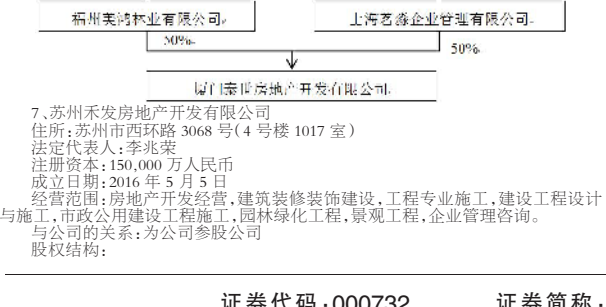 福州美鸿林业有限公司
上海茗淼企业管理有限公司
50%
50%
厦门泰世房地产开发有限公司
7、苏州禾发房地产开发有限公司
住所:苏州市西环路 3068 号(4 号楼 1017 室)
法定代表人:李兆荣
注册资本:150,000 万人民币
成立日期:2016 年 5 月 5 日
经营范围:房地产开发经营,建筑装修装饰建设,工程专业施工,建设工程设计
与施工,市政公用建设工程施工,园林绿化工程,景观工程,企业管理咨询。
与公司的关系:为公司参股公司
股权结构:
证券代码:000732 证券简称: